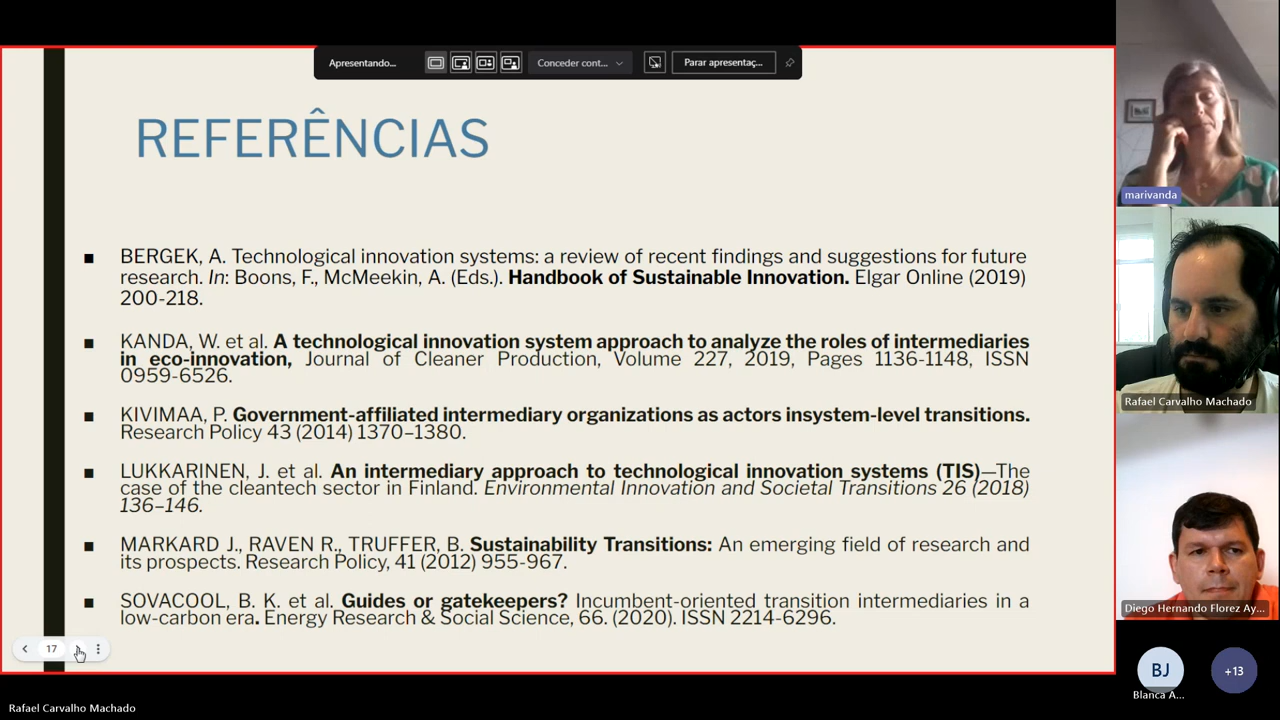 Apresentando...
Conceder cont...
Parar apresentaç...
REFERÊNCIAS
■ BERGEK, A. Technological innovation systems: a review of recent findings and suggestions for future
research. In: Boons, F., McMeekin, A. (Eds.). Handbook of Sustainable Innovation. Elgar Online (2019)
200-218.
■ KANDA, W. et al. A technological innovation system approach to analyze the roles of intermediaries
in eco-innovation, Journal of Cleaner Production, Volume 227, 2019, Pages 1136-1148, ISSN
0959-6526.
■ KIVIMAA, P. Government-affiliated intermediary organizations as actors insystem-level transitions.
Research Policy 43 (2014) 1370–1380.
■ LUKKARINEN, J. et al. An intermediary approach to technological innovation systems (TIS)—The
case of the cleantech sector in Finland. Environmental Innovation and Societal Transitions 26 (2018)
136–146.
■ MARKARD J., RAVEN R., TRUFFER, B. Sustainability Transitions: An emerging field of research and
its prospects. Research Policy, 41 (2012) 955-967.
■ SOVACOOL, B. K. et al. Guides or gatekeepers? Incumbent-oriented transition intermediaries in a
low-carbon era. Energy Research & Social Science, 66. (2020). ISSN 2214-6296.
17
Rafael Carvalho Machado
marivanda
Rafael Carvalho Machado
Diego Hernando Florez Ay...
BJ
+13
Blanca A...